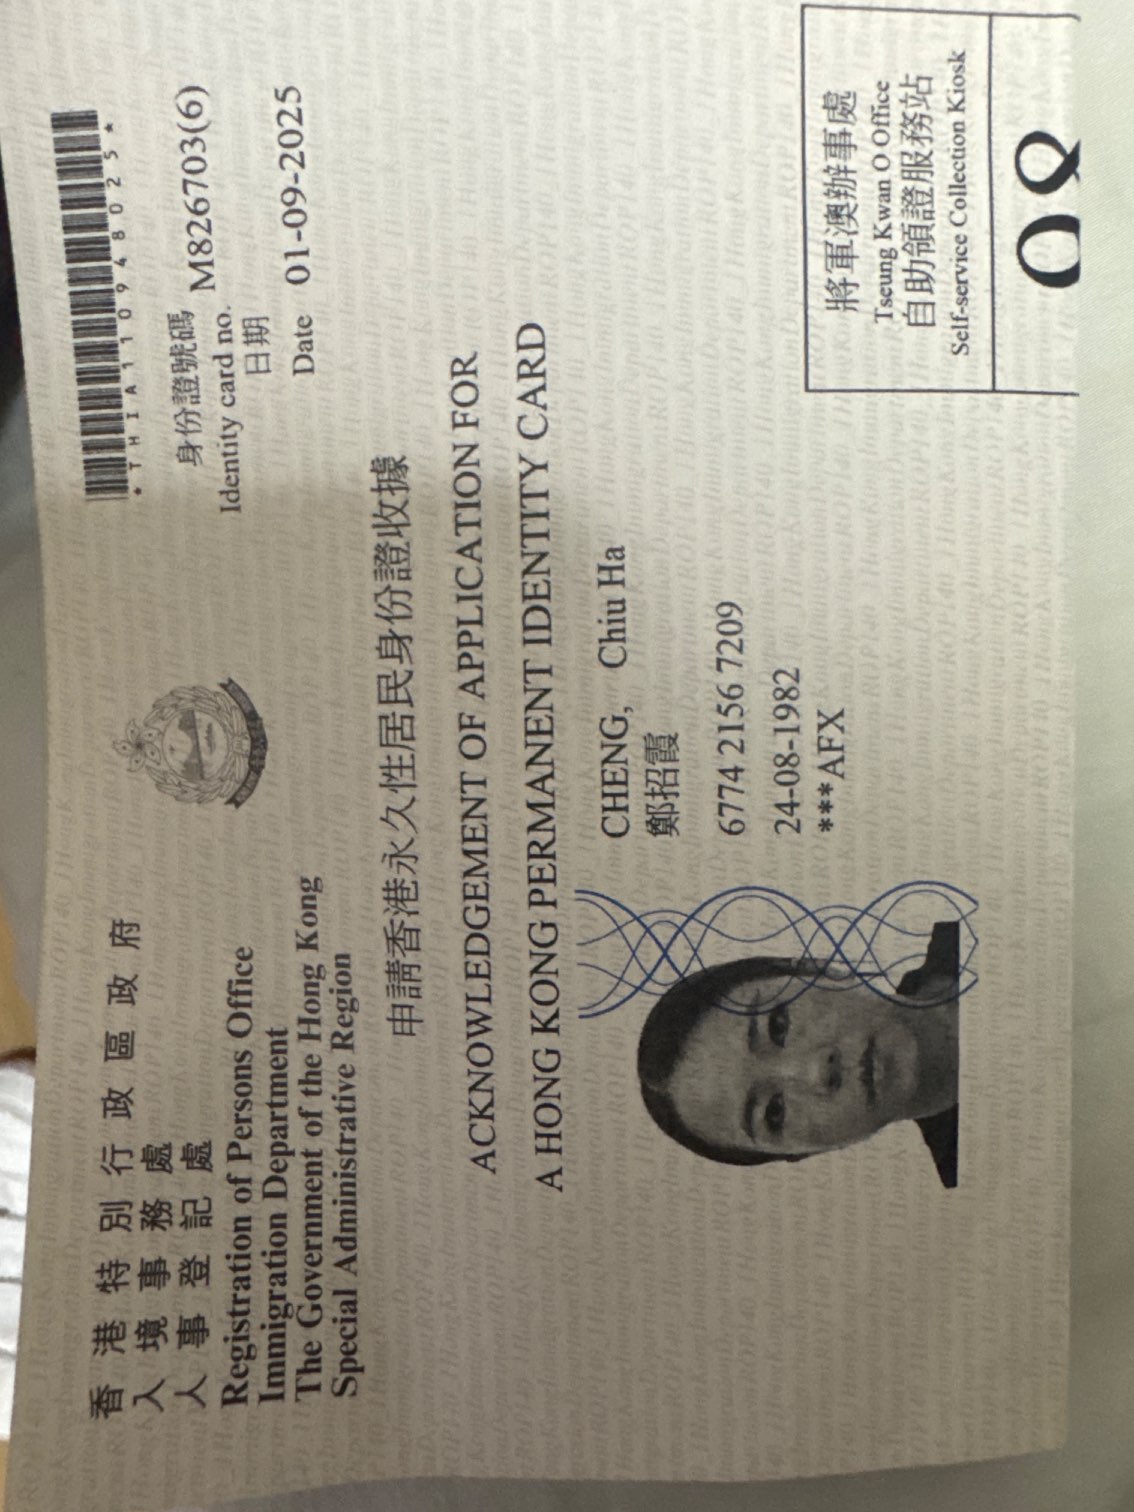 香港特別行政區政府
入境事務處
人事登記處
Registration of Persons Office
Immigration Department
The Government of the Hong Kong
Special Administrative Region
*THIA110948025*
身份證號碼
Identity card no. M826703(6)
日期
Date 01-09-2025
申請香港永久性居民身份證收據
ACKNOWLEDGEMENT OF APPLICATION FOR
A HONG KONG PERMANENT IDENTITY CARD
CHENG, Chiu Ha
鄭招霞
6774 2156 7209
24-08-1982
***AFX
將軍澳辦事處
Tseung Kwan O Office
自助領證服務站
Self-service Collection Kiosk